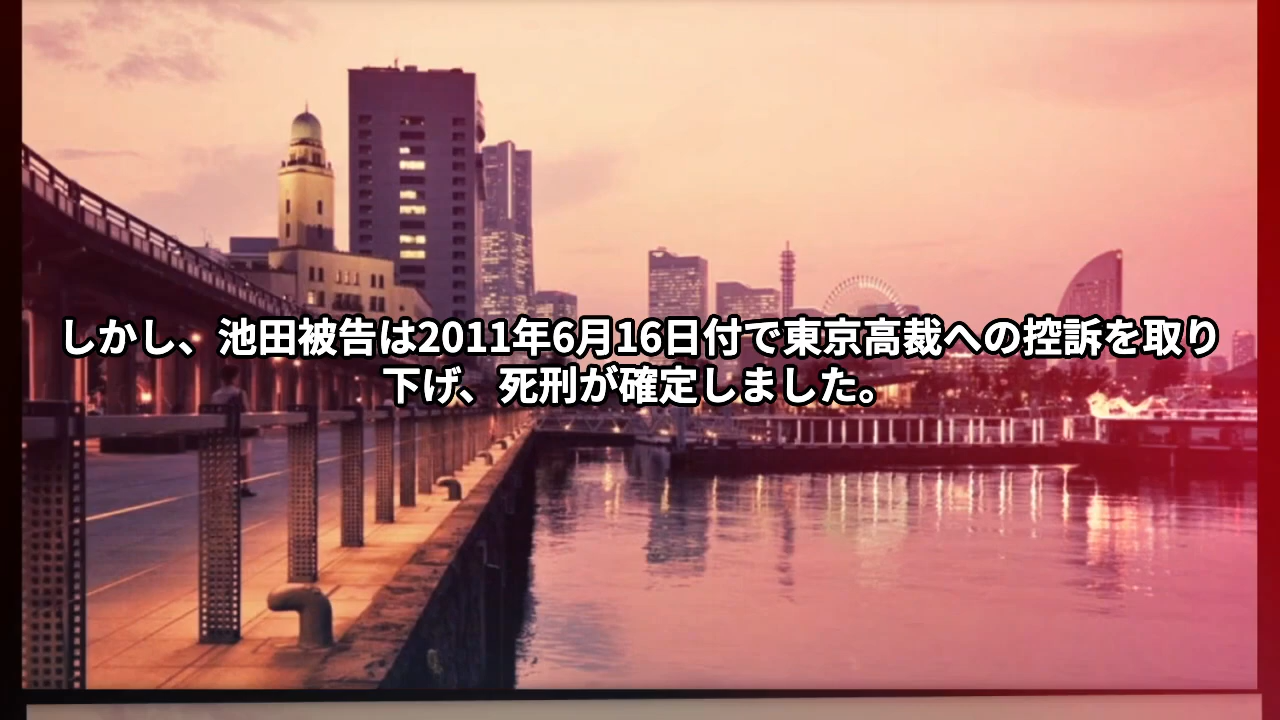 しかし、池田被告は2011年6月16日付で東京高裁への控訴を取り
下げ、死刑が確定しました。